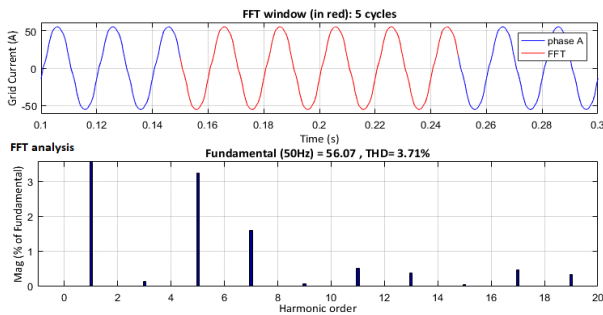 FFT window (in red): 5 cycles
Grid Current (A)
50
0
-50
phase A
FFT
0.1 0.12 0.14 0.16 0.18 0.2 0.22 0.24 0.26 0.28 0.3
Time (s)
FFT analysis
Fundamental (50Hz) = 56.07 , THD= 3.71%
Mag (% of Fundamental)
3
2
1
0
0 2 4 6 8 10 12 14 16 18 20
Harmonic order